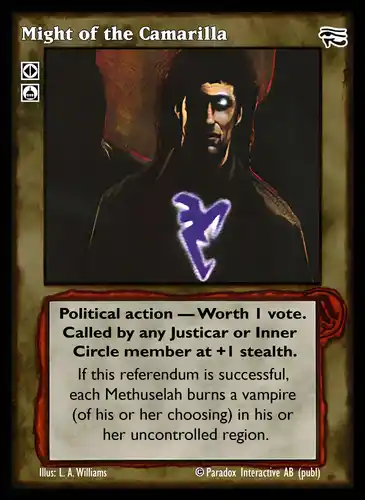 Might of the Camarilla
Political action — Worth 1 vote.
Called by any Justicar or Inner
Circle member at +1 stealth.
If this referendum is successful,
each Methuselah burns a vampire
(of his or her choosing) in his or
her uncontrolled region.
Illus: L. A. Williams © Paradox Interactive AB (publ)